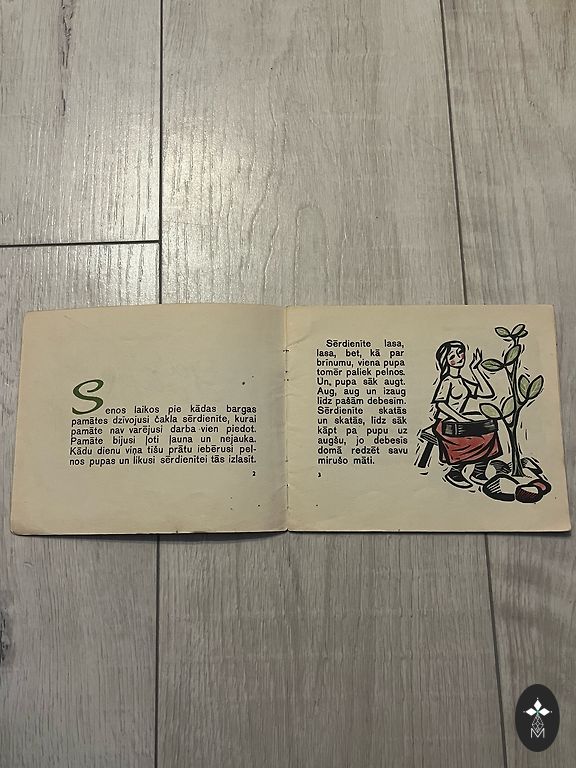 Senos laikos pie kādas bargas
pamātes dzīvojusi čakla sērdienīte, kurai
pamāte nav varējusi darba vien piedot.
Pamāte bijusi ļoti ļauna un nejauka.
Kādu dienu viņa tīšu prātu iebērusi pel-
nos pupas un likusi sērdienītei tās izlasīt.
2
Sērdienīte lasa,
lasa, bet, kā par
brīnumu, viena pupa
tomēr paliek pelnos.
Un, pupa sāk augt.
Aug, aug un izaug
līdz pašām debesīm.
Sērdienīte skatās
un skatās, līdz sāk
kāpt pa pupu uz
augšu, jo debesīs
domā redzēt savu
mirušo māti.
3
M